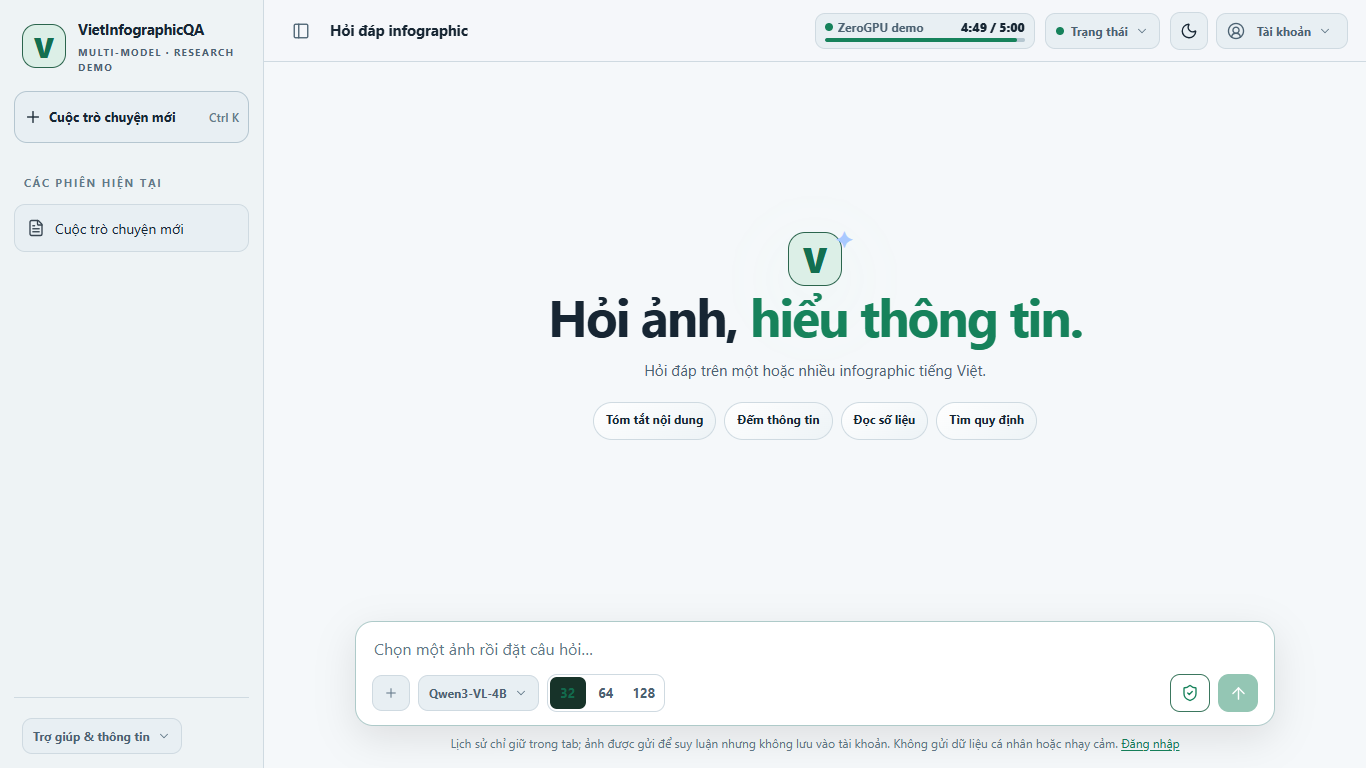 V
VietInfographicQA
MULTI-MODEL · RESEARCH
DEMO
Cuộc trò chuyện mới
Ctrl K
CÁC PHIÊN HIỆN TẠI
Cuộc trò chuyện mới
Trợ giúp & thông tin
Hỏi đáp infographic
ZeroGPU demo
4:49 / 5:00
Trạng thái
Tài khoản
V
Hỏi ảnh, hiểu thông tin.
Hỏi đáp trên một hoặc nhiều infographic tiếng Việt.
Tóm tắt nội dung
Đếm thông tin
Đọc số liệu
Tìm quy định
Chọn một ảnh rồi đặt câu hỏi...
Qwen3-VL-4B
32
64
128
Lịch sử chỉ giữ trong tab; ảnh được gửi để suy luận nhưng không lưu vào tài khoản. Không gửi dữ liệu cá nhân hoặc nhạy cảm. Đăng nhập